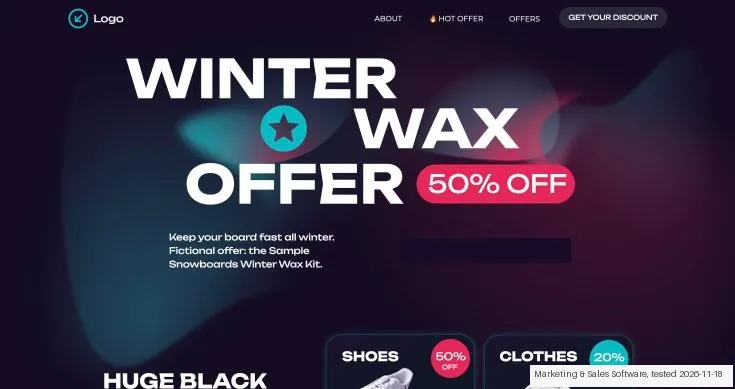 Logo
ABOUT
HOT OFFER
OFFERS
GET YOUR DISCOUNT
WINTER
WAX
OFFER
50% OFF
Keep your board fast all winter.
Fictional offer: the Sample
Snowboards Winter Wax Kit.
SHOES
50%
OFF
CLOTHES
20%
HUGE BLACK
Marketing & Sales Software, tested 2026-11-18